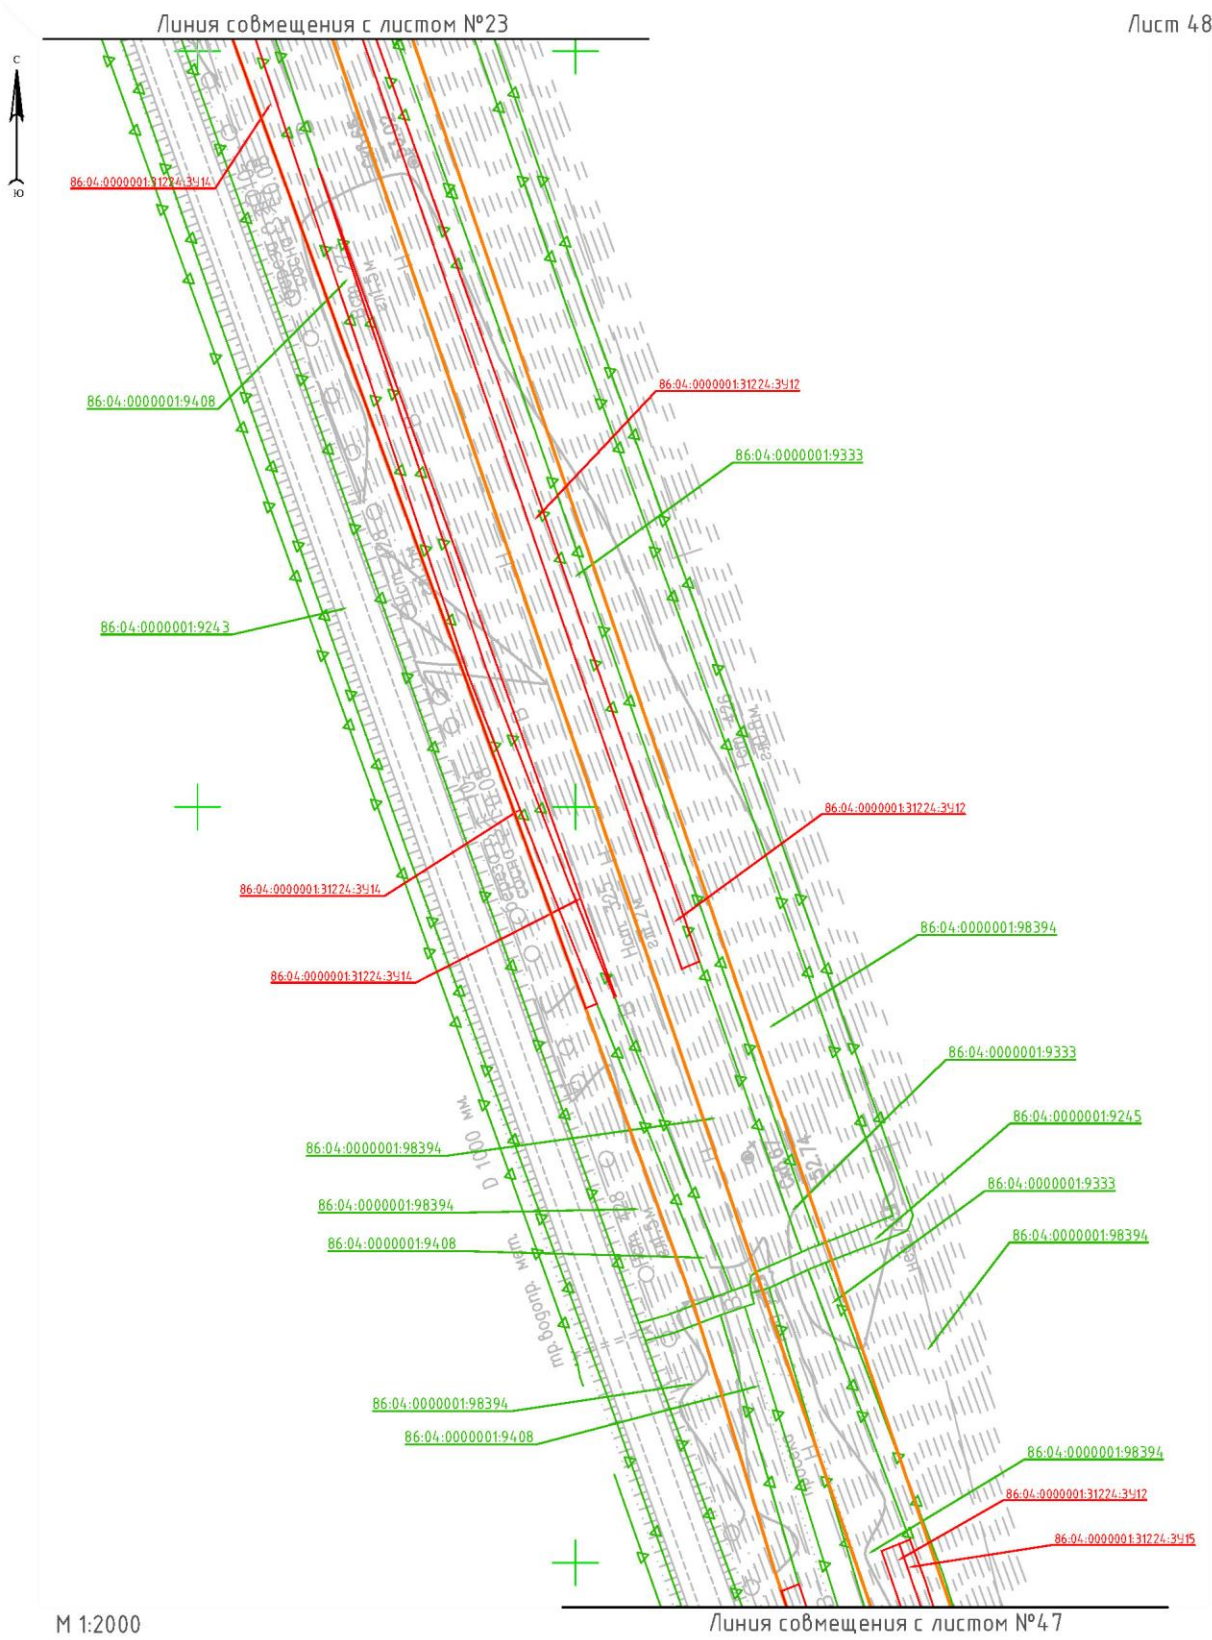 Линия совмещения с листом №23
Лист 48
С
Ю
86:04:0000001:31224:ЗУ14
86:04:0000001:9408
86:04:0000001:31224:ЗУ12
86:04:0000001:9333
86:04:0000001:9243
86:04:0000001:31224:ЗУ12
86:04:0000001:31224:ЗУ14
86:04:0000001:98394
86:04:0000001:31224:ЗУ14
86:04:0000001:9333
86:04:0000001:9245
D 1000 мм.
86:04:0000001:98394
86:04:0000001:9333
86:04:0000001:98394
86:04:0000001:98394
86:04:0000001:9408
тр.водопр. мет.
86:04:0000001:98394
86:04:0000001:9408
86:04:0000001:98394
86:04:0000001:31224:ЗУ12
86:04:0000001:31224:ЗУ15
М 1:2000
Линия совмещения с листом №47